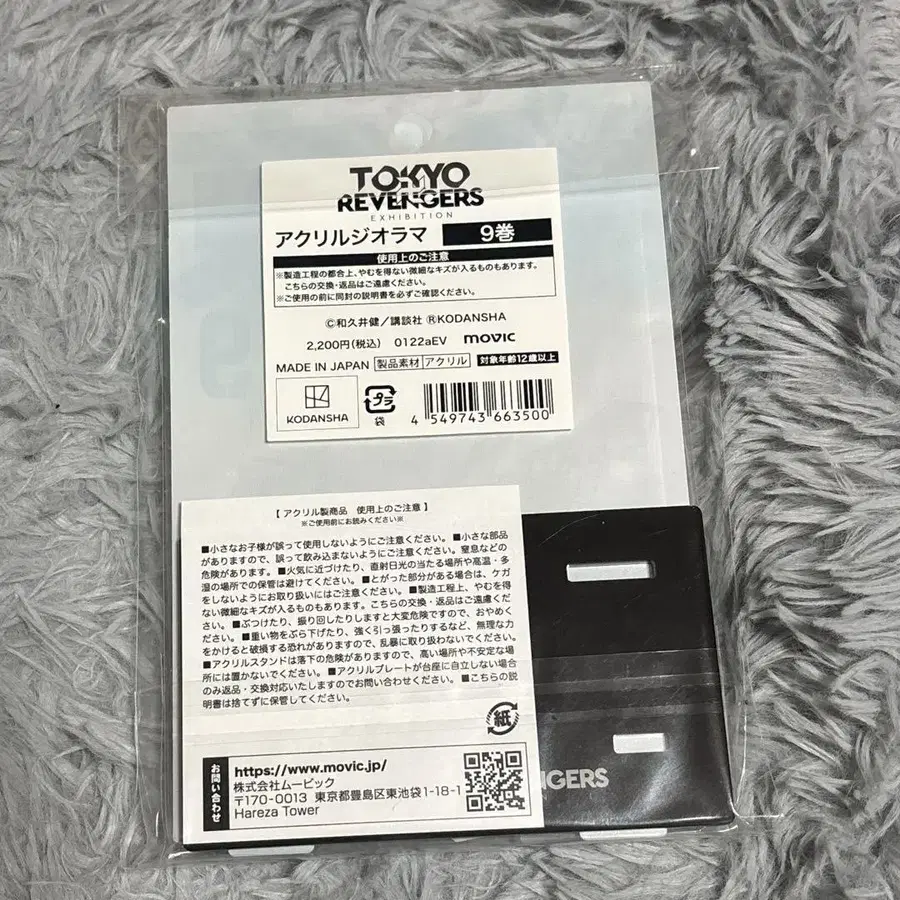 TOKYO
REVENGERS
EXHIBITION
アクリルジオラマ 9巻
使用上のご注意
※製造工程の都合上、やむを得ない微細なキズが入るものもあります。
こちらの交換・返品はご遠慮ください。
※ご使用の前に同封の説明書を必ずご確認ください。
©和久井健／講談社 ®KODANSHA
2,200円(税込) 0122aEV movic
MADE IN JAPAN 製品素材 アクリル 対象年齢12歳以上
KODANSHA
プラ
袋
4 549743 663500
【 アクリル製商品 使用上のご注意 】
※ご使用前にお読みください※
■小さなお子様が誤って使用しないようにご注意ください。■小さい部品
がありますので、誤って飲み込まないようにご注意ください。窒息などの
危険があります。■火気に近づけたり、直射日光の当たる場所や高温・多
湿の場所での保管は避けてください。■とがった部分がある場合は、ケガ
をしないようにお取り扱いにはご注意ください。■製造工程上、やむを得
ない微細なキズが入るものもあります。こちらの交換・返品はご遠慮くだ
さい。■ぶつけたり、振り回したりしますと大変危険ですので、おやめく
ださい。■重い物をぶら下げたり、強く引っ張ったりするなど、無理な力
をかけると破損する恐れがありますので、乱暴に取り扱わないでください。
■アクリルスタンドは落下の危険がありますので、高い場所や不安定な場
所には置かないでください。■アクリルプレートが台座に自立しない場合
のみ返品・交換対応いたしますのでお問い合わせください。■こちらの説
明書は捨てずに保管してください。
紙
お問い合わせ
https://www.movic.jp/
株式会社ムービック
〒170-0013 東京都豊島区東池袋1-18-1
Hareza Tower
NGERS